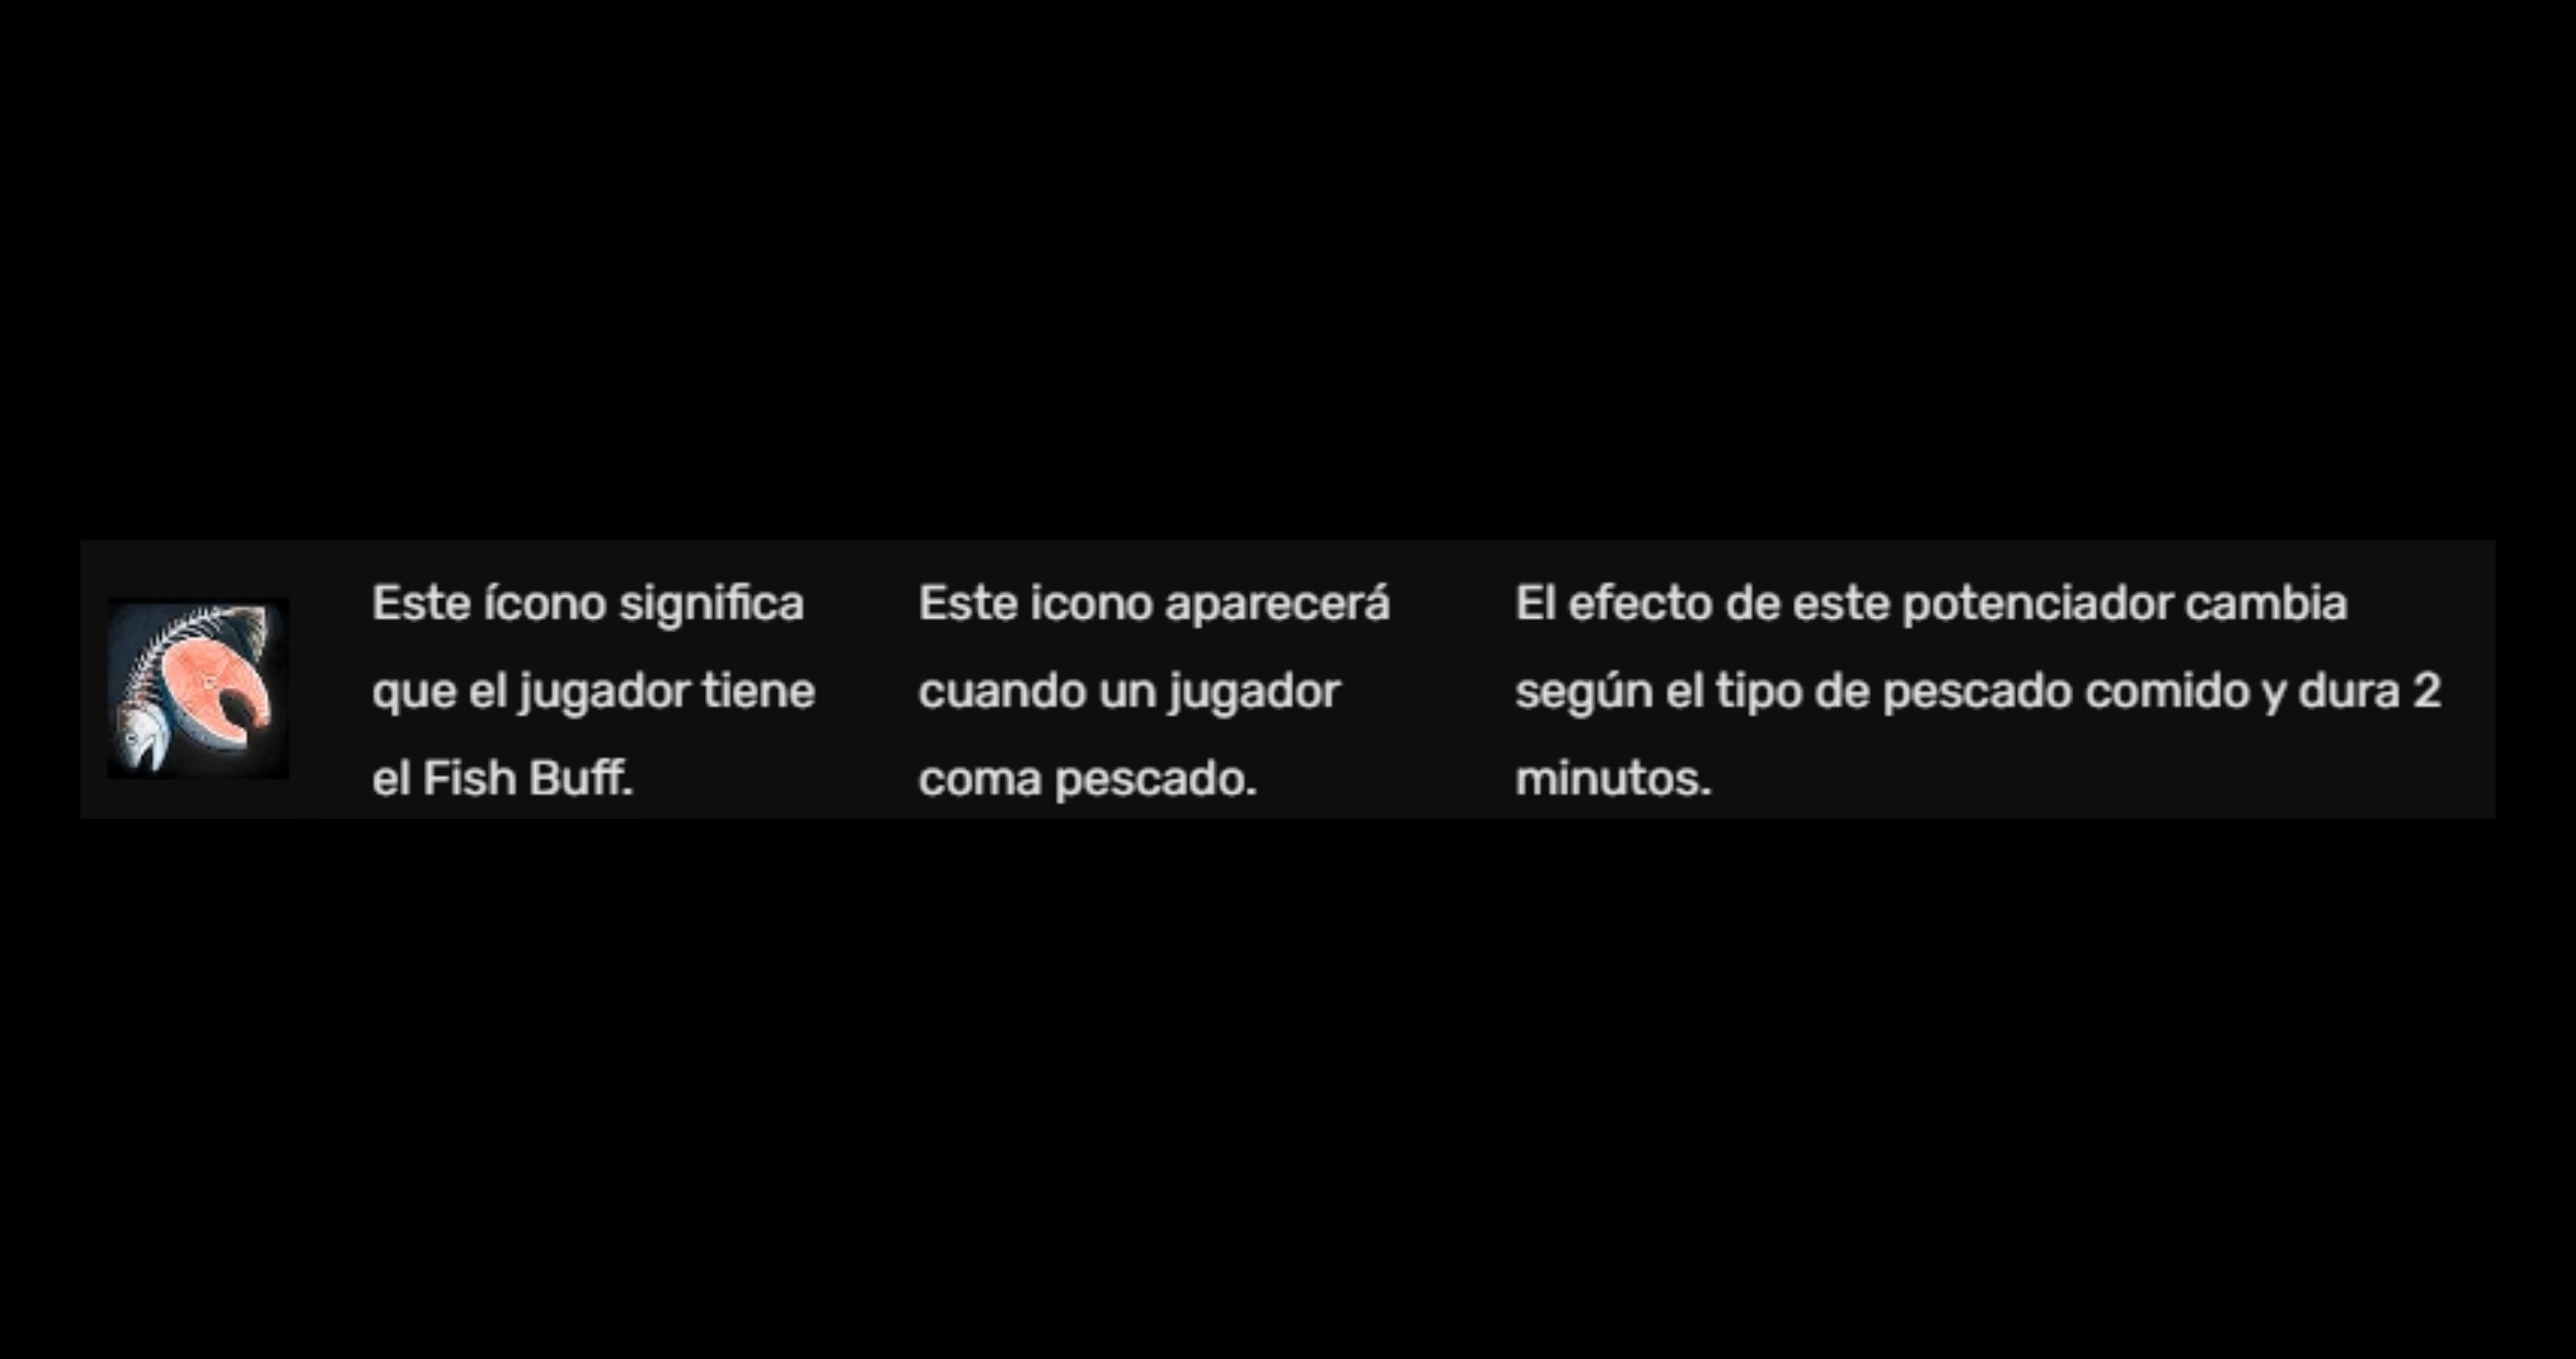 Este ícono significa
que el jugador tiene
el Fish Buff.
Este icono aparecerá
cuando un jugador
coma pescado.
El efecto de este potenciador cambia
según el tipo de pescado comido y dura 2
minutos.